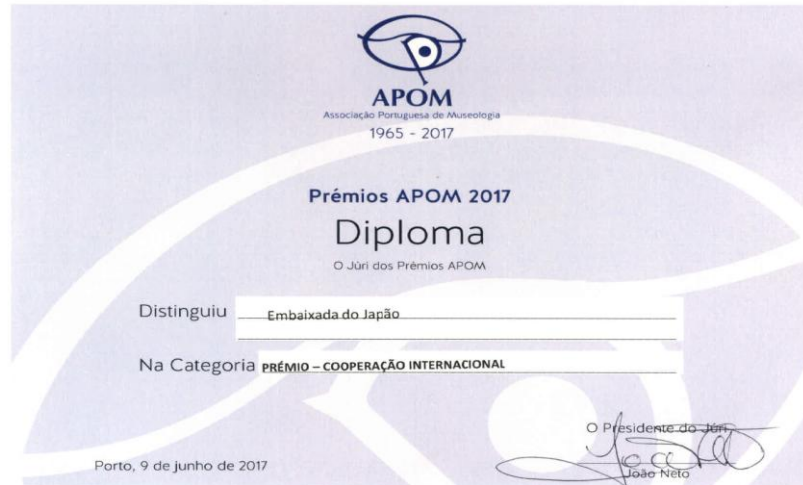 APOM
Associação Portuguesa de Museologia
1965 - 2017
Prémios APOM 2017
Diploma
O Júri dos Prémios APOM
Distinguiu Embaixada do Japão
Na Categoria PRÉMIO – COOPERAÇÃO INTERNACIONAL
O Presidente do Júri
João Neto
Porto, 9 de junho de 2017